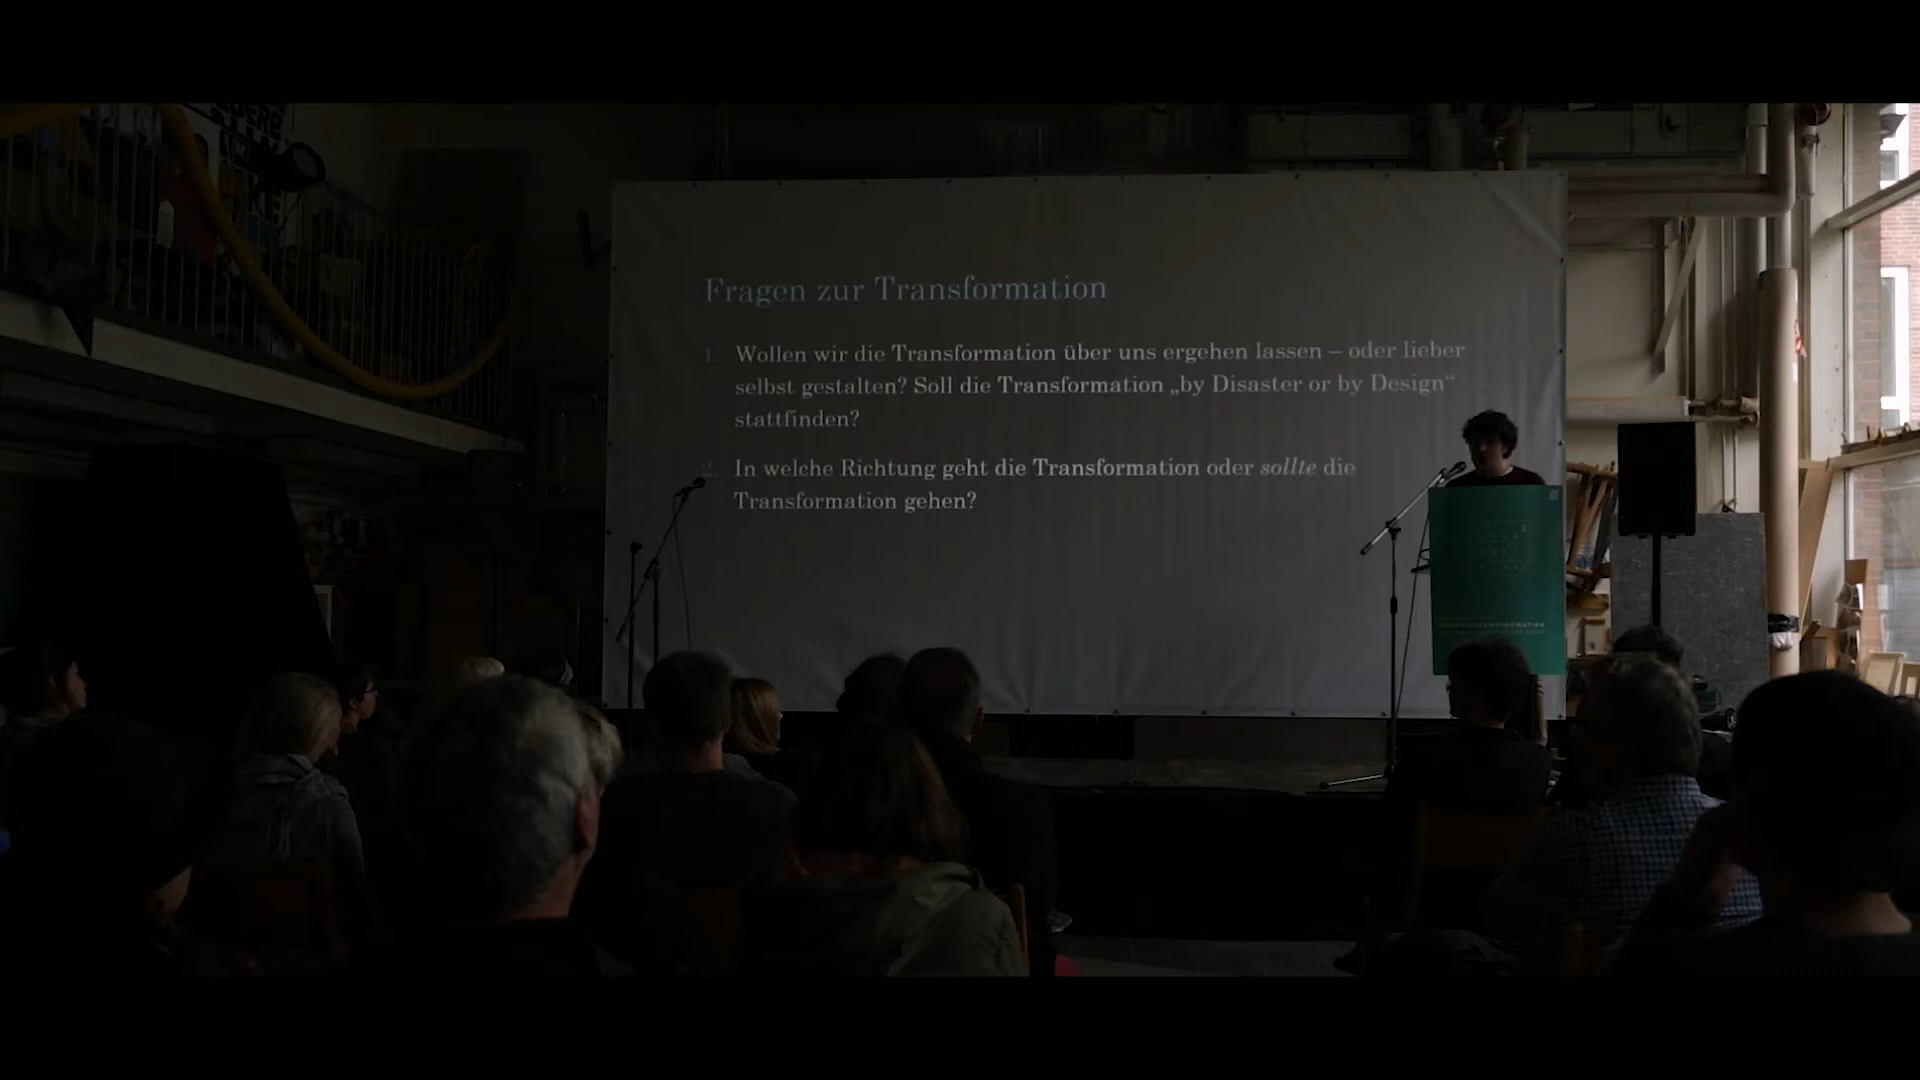 Fragen zur Transformation
1. Wollen wir die Transformation über uns ergehen lassen – oder lieber
selbst gestalten? Soll die Transformation „by Disaster or by Design“
stattfinden?
2. In welche Richtung geht die Transformation oder sollte die
Transformation gehen?